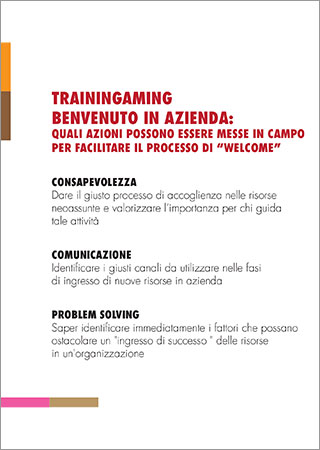 TRAININGAMING
BENVENUTO IN AZIENDA:
QUALI AZIONI POSSONO ESSERE MESSE IN CAMPO
PER FACILITARE IL PROCESSO DI “WELCOME”
CONSAPEVOLEZZA
Dare il giusto processo di accoglienza nelle risorse
neoassunte e valorizzare l’importanza per chi guida
tale attività
COMUNICAZIONE
Identificare i giusti canali da utilizzare nelle fasi
di ingresso di nuove risorse in azienda
PROBLEM SOLVING
Saper identificare immediatamente i fattori che possano
ostacolare un "ingresso di successo " delle risorse
in un'organizzazione